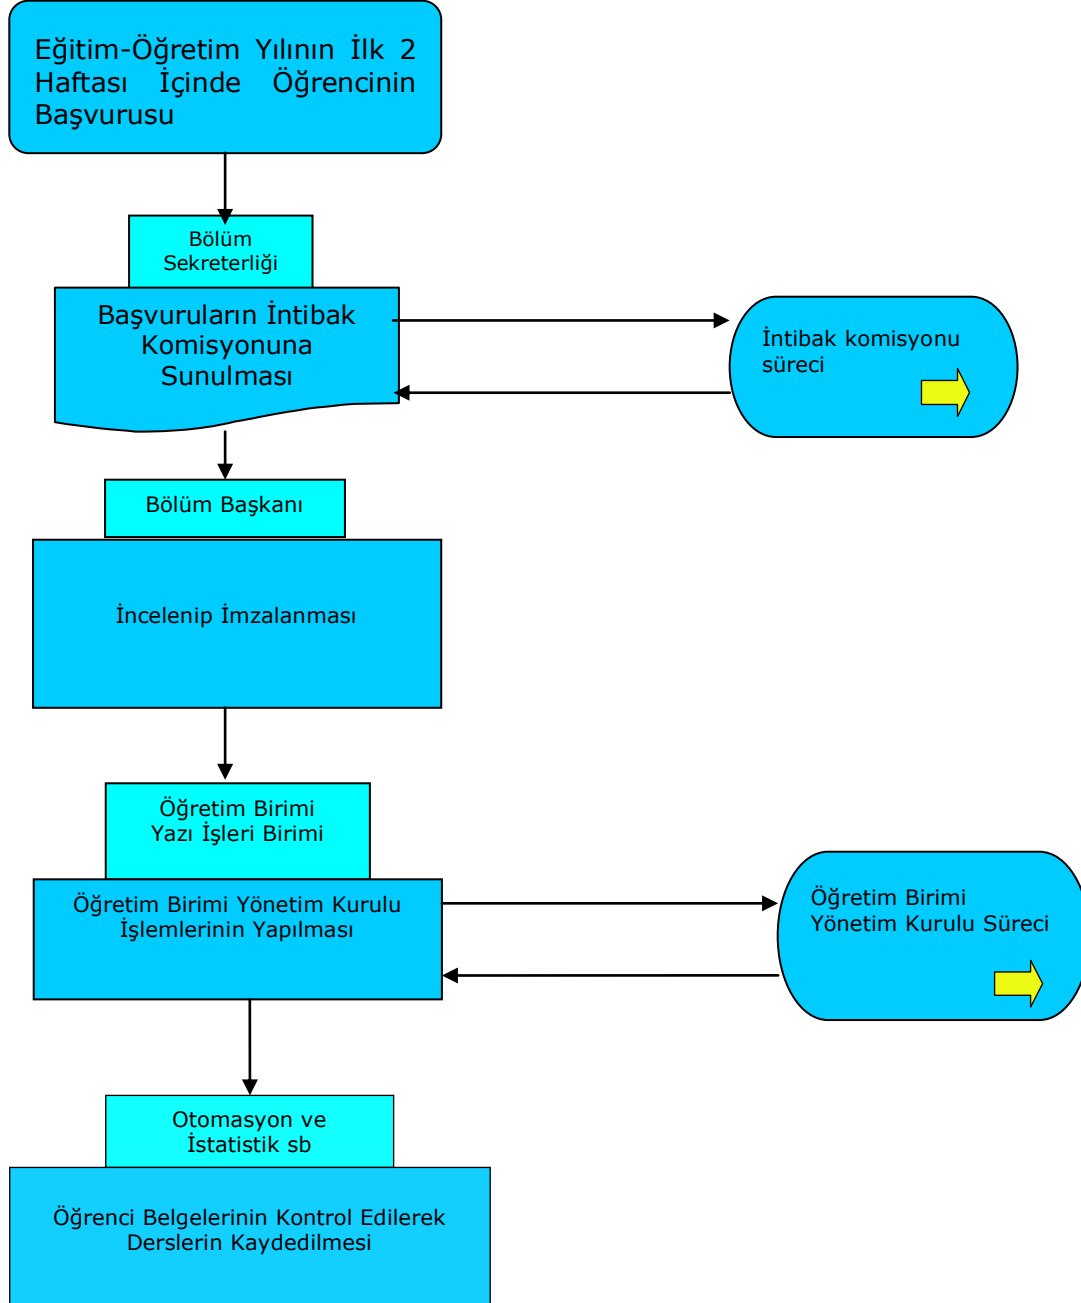 Eğitim-Öğretim Yılının İlk 2
Haftası İçinde Öğrencinin
Başvurusu
Bölüm
Sekreterliği
Başvuruların İntibak
Komisyonuna
Sunulması
İntibak komisyonu
süreci
Bölüm Başkanı
İncelenip İmzalanması
Öğretim Birimi
Yazı İşleri Birimi
Öğretim Birimi Yönetim Kurulu
İşlemlerinin Yapılması
Öğretim Birimi
Yönetim Kurulu Süreci
Otomasyon ve
İstatistik sb
Öğrenci Belgelerinin Kontrol Edilerek
Derslerin Kaydedilmesi